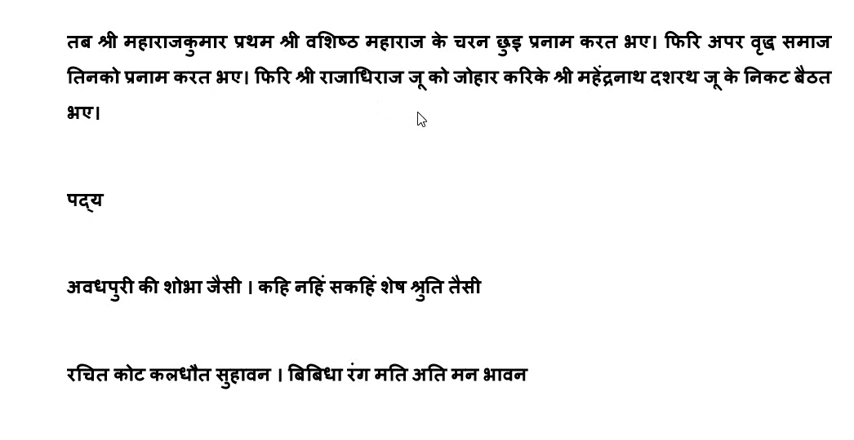 तब श्री महाराजकुमार प्रथम श्री वशिष्ठ महाराज के चरन छुइ प्रनाम करत भए। फिरि अपर वृद्ध समाज
तिनको प्रनाम करत भए। फिरि श्री राजाधिराज जू को जोहार करिके श्री महेंद्रनाथ दशरथ जू के निकट बैठत
भए।
पद्य
अवधपुरी की शोभा जैसी । कहि नहिं सकहिं शेष श्रुति तैसी
रचित कोट कलधौत सुहावन । बिबिधा रंग मति अति मन भावन